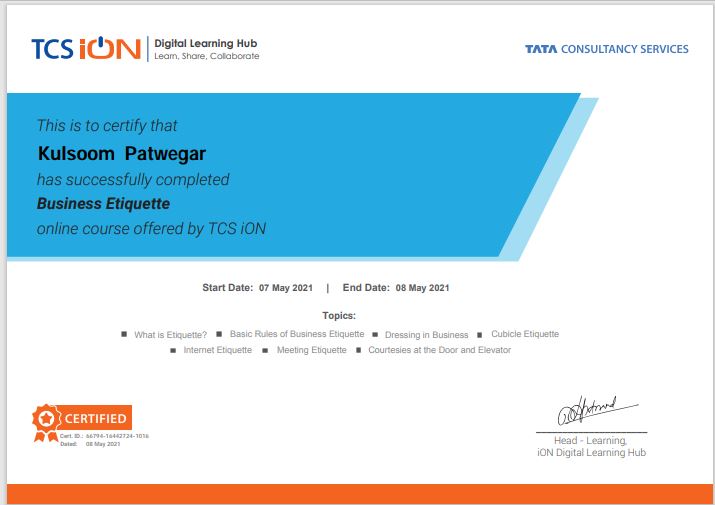 TCS iON Digital Learning Hub
Learn, Share, Collaborate
TATA CONSULTANCY SERVICES
This is to certify that
Kulsoom Patwegar
has successfully completed
Business Etiquette
online course offered by TCS iON
Start Date: 07 May 2021 | End Date: 08 May 2021
Topics:
■ What is Etiquette? ■ Basic Rules of Business Etiquette ■ Dressing in Business ■ Cubicle Etiquette
■ Internet Etiquette ■ Meeting Etiquette ■ Courtesies at the Door and Elevator
CERTIFIED
Cert. ID.: 66794-16442724-1016
Dated: 08 May 2021
Head - Learning,
iON Digital Learning Hub